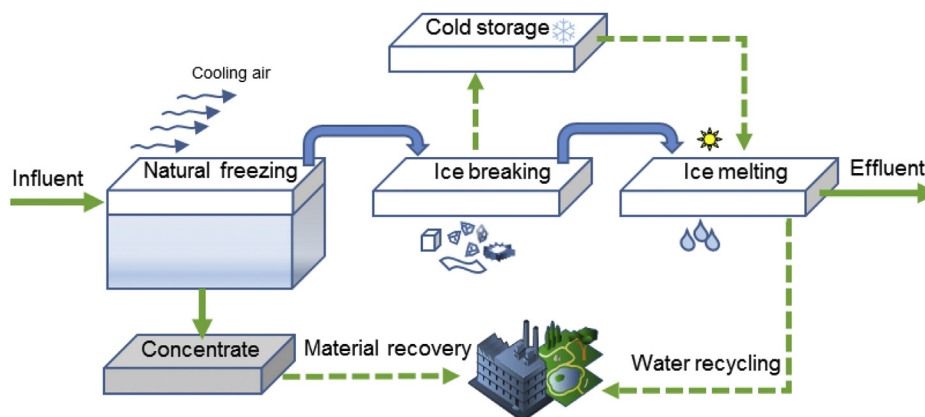 Cold storage
Cooling air
Natural freezing
Ice breaking
Ice melting
Influent
Effluent
Concentrate
Material recovery
Water recycling